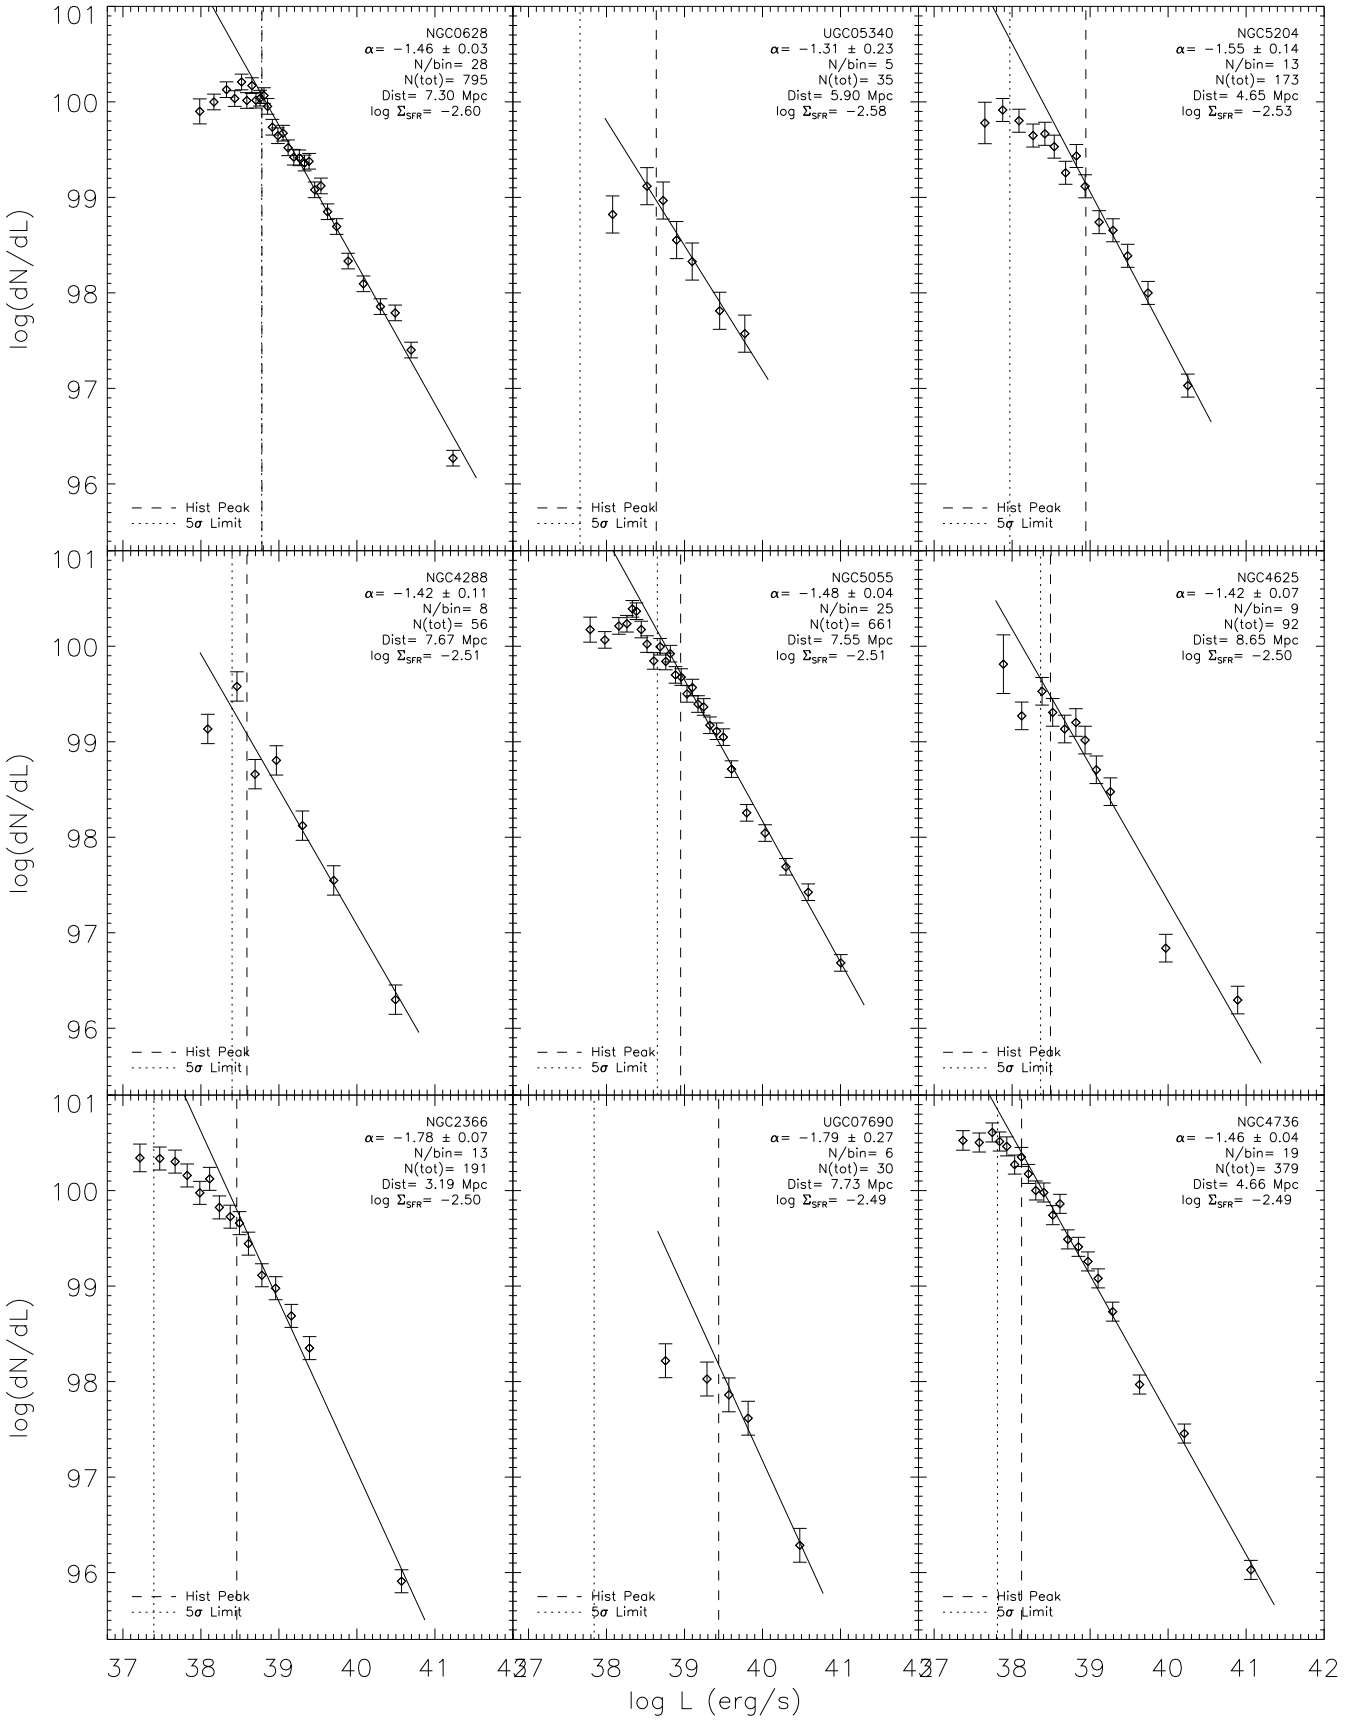 101
100
99
98
97
96
log(dN/dL)
NGC0628
α= −1.46 ± 0.03
N/bin= 28
N(tot)= 795
Dist= 7.30 Mpc
log ΣSFR= −2.60
Hist Peak
5σ Limit
UGC05340
α= −1.31 ± 0.23
N/bin= 5
N(tot)= 35
Dist= 5.90 Mpc
log ΣSFR= −2.58
Hist Peak
5σ Limit
NGC5204
α= −1.55 ± 0.14
N/bin= 13
N(tot)= 173
Dist= 4.65 Mpc
log ΣSFR= −2.53
Hist Peak
5σ Limit
101
100
99
98
97
96
log(dN/dL)
NGC4288
α= −1.42 ± 0.11
N/bin= 8
N(tot)= 56
Dist= 7.67 Mpc
log ΣSFR= −2.51
Hist Peak
5σ Limit
NGC5055
α= −1.48 ± 0.04
N/bin= 25
N(tot)= 661
Dist= 7.55 Mpc
log ΣSFR= −2.51
Hist Peak
5σ Limit
NGC4625
α= −1.42 ± 0.07
N/bin= 9
N(tot)= 92
Dist= 8.65 Mpc
log ΣSFR= −2.50
Hist Peak
5σ Limit
101
100
99
98
97
96
log(dN/dL)
NGC2366
α= −1.78 ± 0.07
N/bin= 13
N(tot)= 191
Dist= 3.19 Mpc
log ΣSFR= −2.50
Hist Peak
5σ Limit
UGC07690
α= −1.79 ± 0.27
N/bin= 6
N(tot)= 30
Dist= 7.73 Mpc
log ΣSFR= −2.49
Hist Peak
5σ Limit
NGC4736
α= −1.46 ± 0.04
N/bin= 19
N(tot)= 379
Dist= 4.66 Mpc
log ΣSFR= −2.49
Hist Peak
5σ Limit
37 38 39 40 41 42
37 38 39 40 41 42
37 38 39 40 41 42
log L (erg/s)